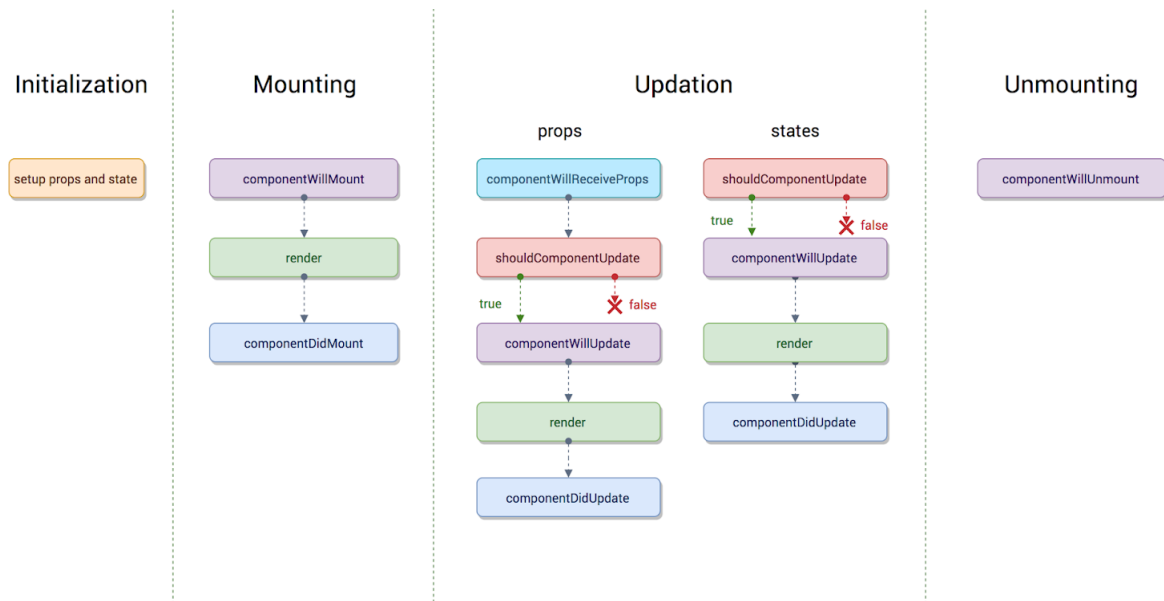 Initialization
setup props and state
Mounting
componentWillMount
render
componentDidMount
Updation
props
componentWillReceiveProps
shouldComponentUpdate
true
false
componentWillUpdate
render
componentDidUpdate
states
shouldComponentUpdate
true
false
componentWillUpdate
render
componentDidUpdate
Unmounting
componentWillUnmount